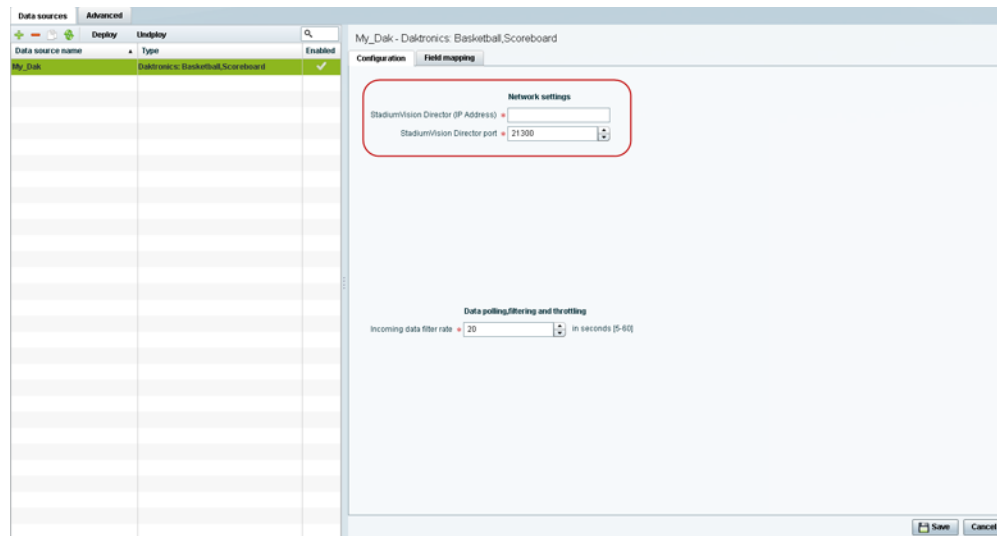 Data sources Advanced
Deploy Undploy
Data source name Type Enabled
My_Dak Daktronics: Basketball,Scoreboard
My_Dak - Daktronics: Basketball,Scoreboard
Configuration Field mapping
Network settings
StadiumVision Director (IP Address) *
StadiumVision Director port * 21300
Data polling,filtering and throttling
Incoming data filter rate * 20 in seconds [5-60]
Save Cancel